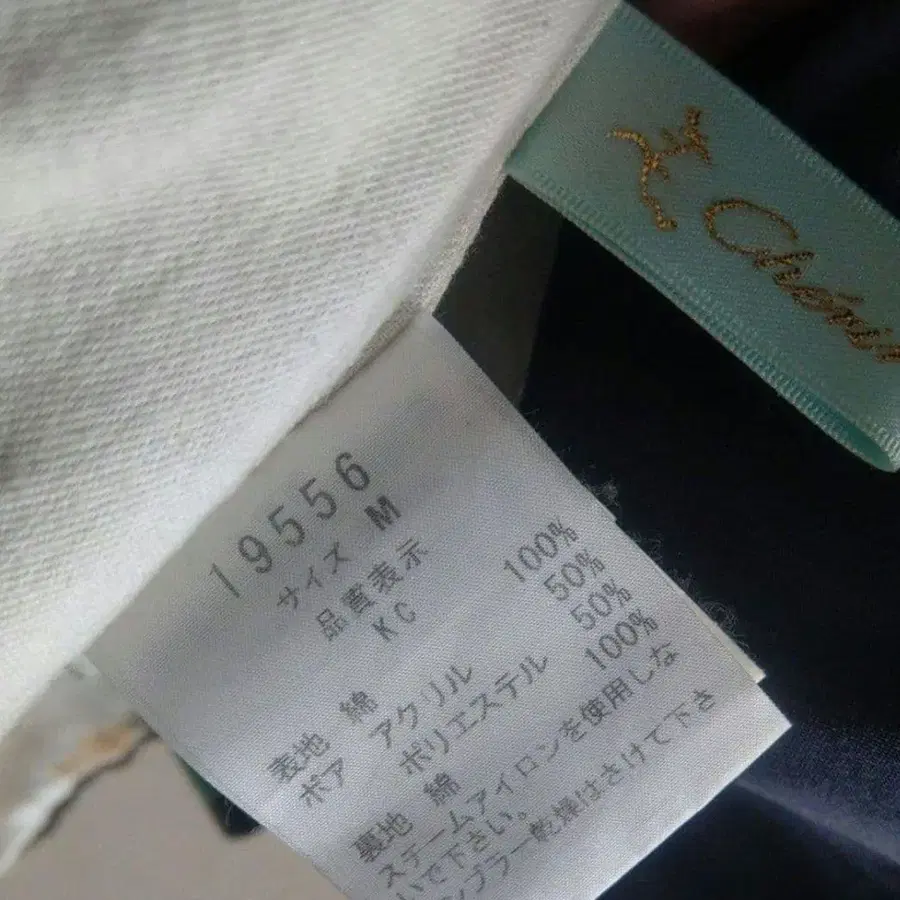 Chéni
19556
サイズ M
品質表示
KC
表地 綿 100%
ボア アクリル 50%
ポリエステル 50%
裏地 綿 100%
スチームアイロンを使用しな
いで下さい。
ンブラー乾燥はさけて下さ